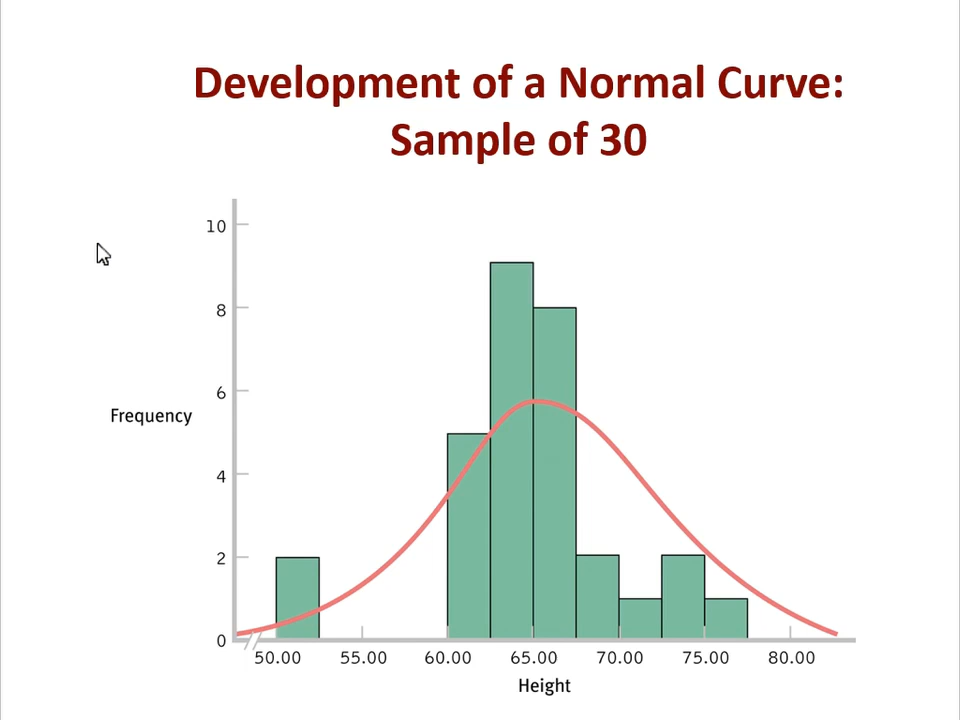 Development of a Normal Curve:
Sample of 30
10
8
6
Frequency
4
2
0
50.00 55.00 60.00 65.00 70.00 75.00 80.00
Height